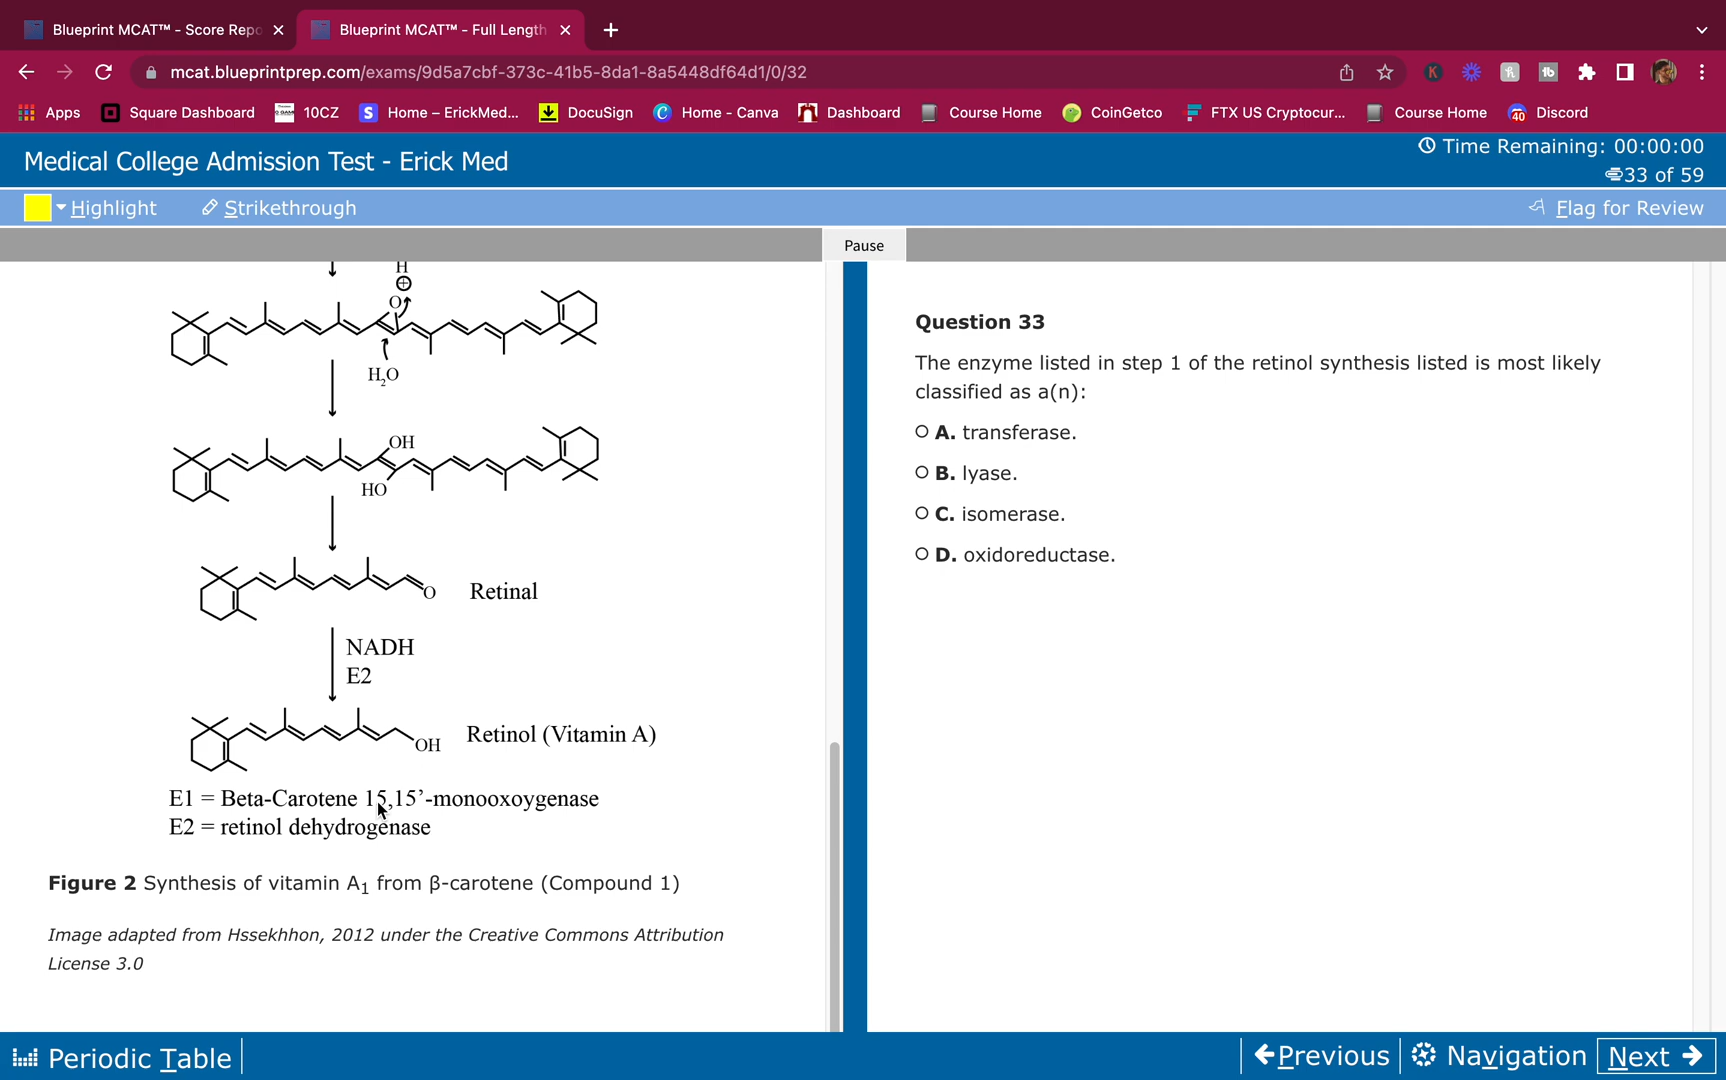 Blueprint MCAT™ - Score Repo
Blueprint MCAT™ - Full Length
mcat.blueprintprep.com/exams/9d5a7cbf-373c-41b5-8da1-8a5448df64d1/0/32
Apps Square Dashboard 10CZ Home – ErickMed... DocuSign Home - Canva Dashboard Course Home CoinGetco FTX US Cryptocur... Course Home 40 Discord
Medical College Admission Test - Erick Med
Time Remaining: 00:00:00
33 of 59
Highlight Strikethrough Flag for Review
Pause
H
O
H₂O
OH
HO
O Retinal
NADH
E2
OH Retinol (Vitamin A)
E1 = Beta-Carotene 15,15’-monooxoygenase
E2 = retinol dehydrogenase
Figure 2 Synthesis of vitamin A₁ from β-carotene (Compound 1)
Image adapted from Hssekhhon, 2012 under the Creative Commons Attribution
License 3.0
Question 33
The enzyme listed in step 1 of the retinol synthesis listed is most likely
classified as a(n):
A. transferase.
B. lyase.
C. isomerase.
D. oxidoreductase.
Periodic Table Previous Navigation Next